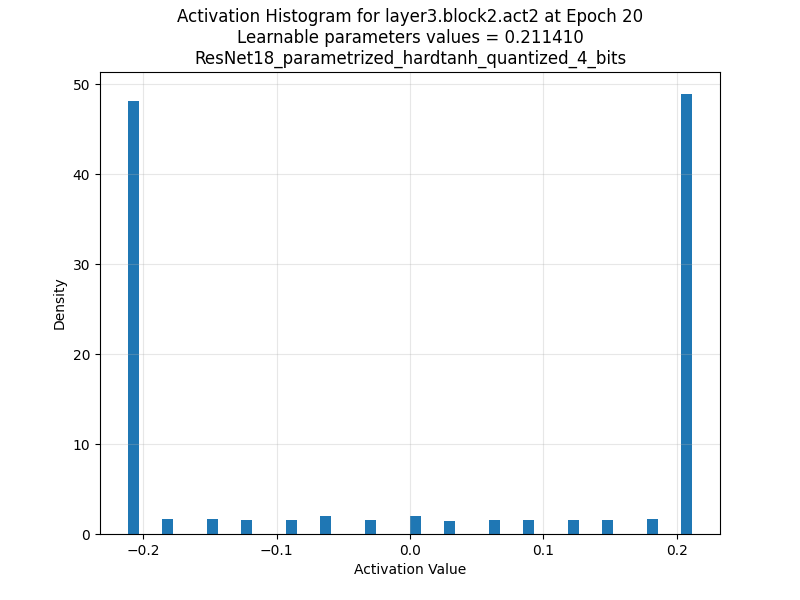 Activation Histogram for layer3.block2.act2 at Epoch 20
Learnable parameters values = 0.211410
ResNet18_parametrized_hardtanh_quantized_4_bits
50
40
30
20
10
0
Density
−0.2 −0.1 0.0 0.1 0.2
Activation Value